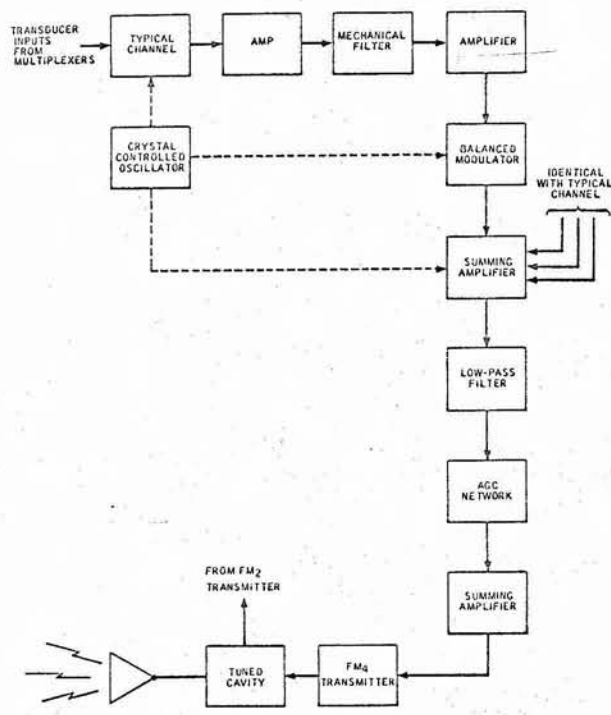 TRANSDUCER
INPUTS
FROM
MULTIPLEXERS
TYPICAL
CHANNEL
AMP
MECHANICAL
FILTER
AMPLIFIER
CRYSTAL
CONTROLLED
OSCILLATOR
BALANCED
MODULATOR
IDENTICAL
WITH TYPICAL
CHANNEL
SUMMING
AMPLIFIER
LOW-PASS
FILTER
AGC
NETWORK
SUMMING
AMPLIFIER
FROM FM2
TRANSMITTER
TUNED
CAVITY
FM4
TRANSMITTER